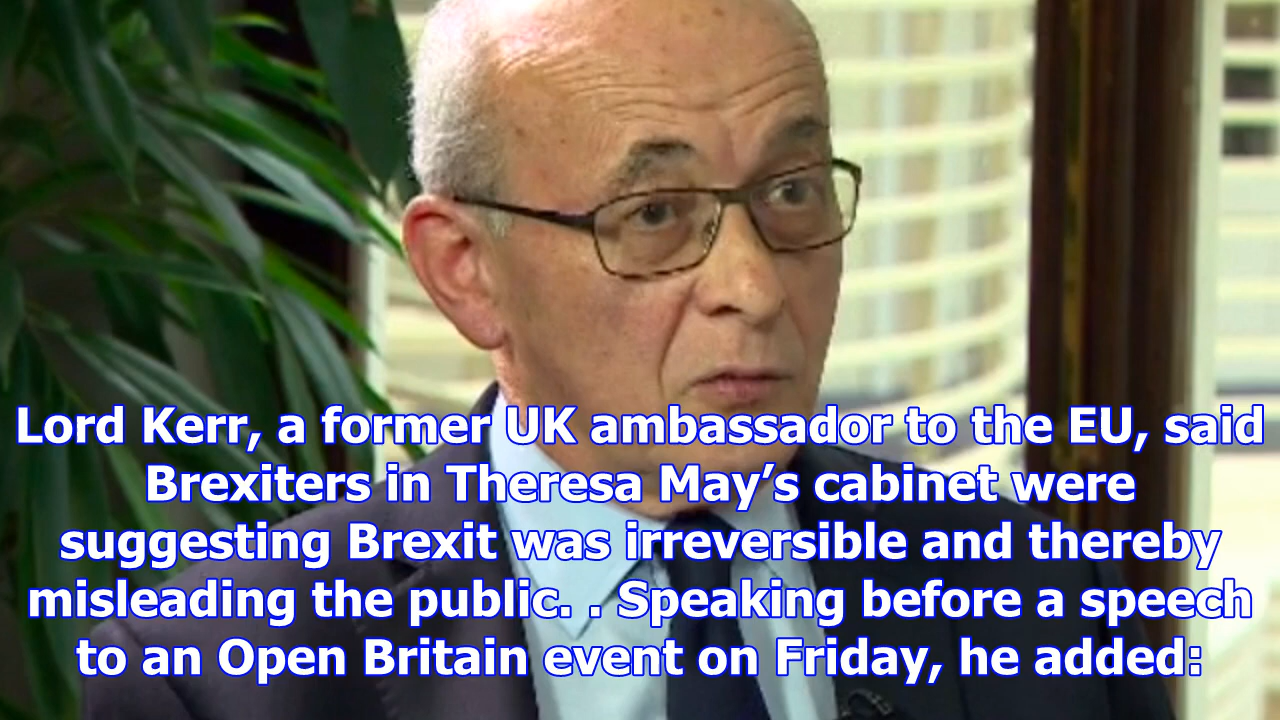 Lord Kerr, a former UK ambassador to the EU, said
Brexiters in Theresa May’s cabinet were
suggesting Brexit was irreversible and thereby
misleading the public. . Speaking before a speech
to an Open Britain event on Friday, he added: